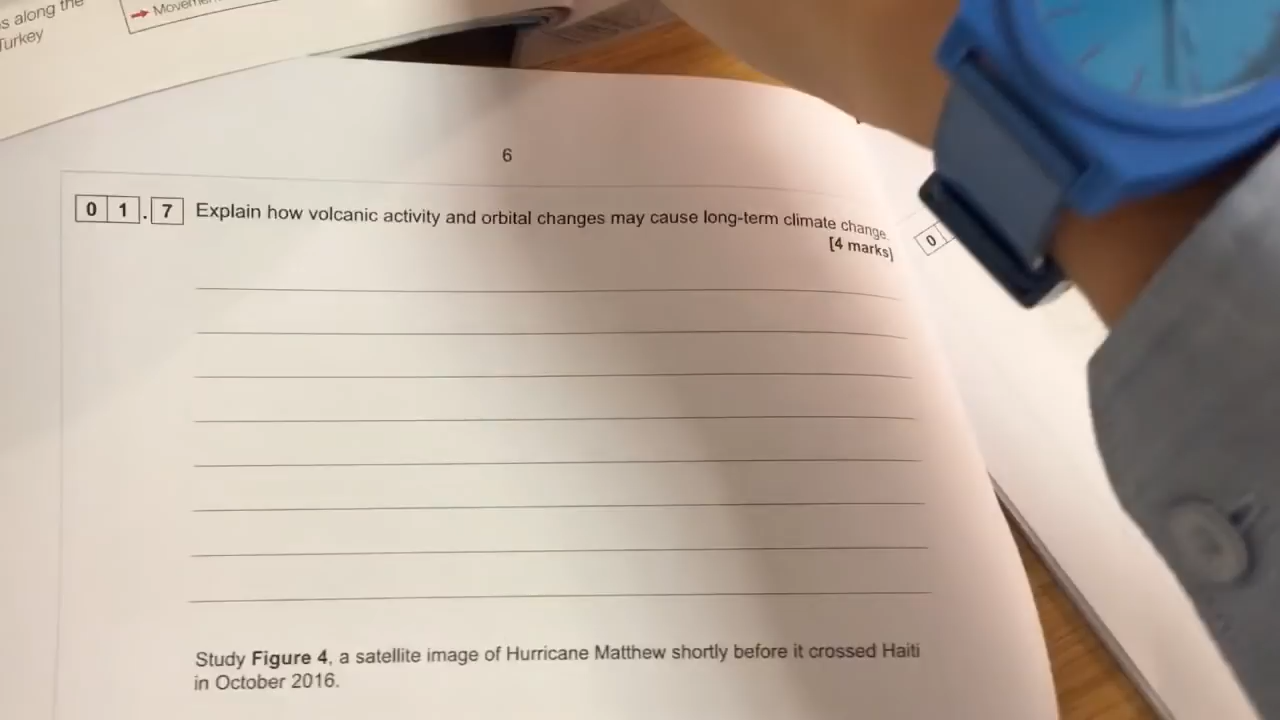 s along the
Turkey
6
0 1 . 7 Explain how volcanic activity and orbital changes may cause long-term climate change.
[4 marks]
0
Study Figure 4, a satellite image of Hurricane Matthew shortly before it crossed Haiti
in October 2016.